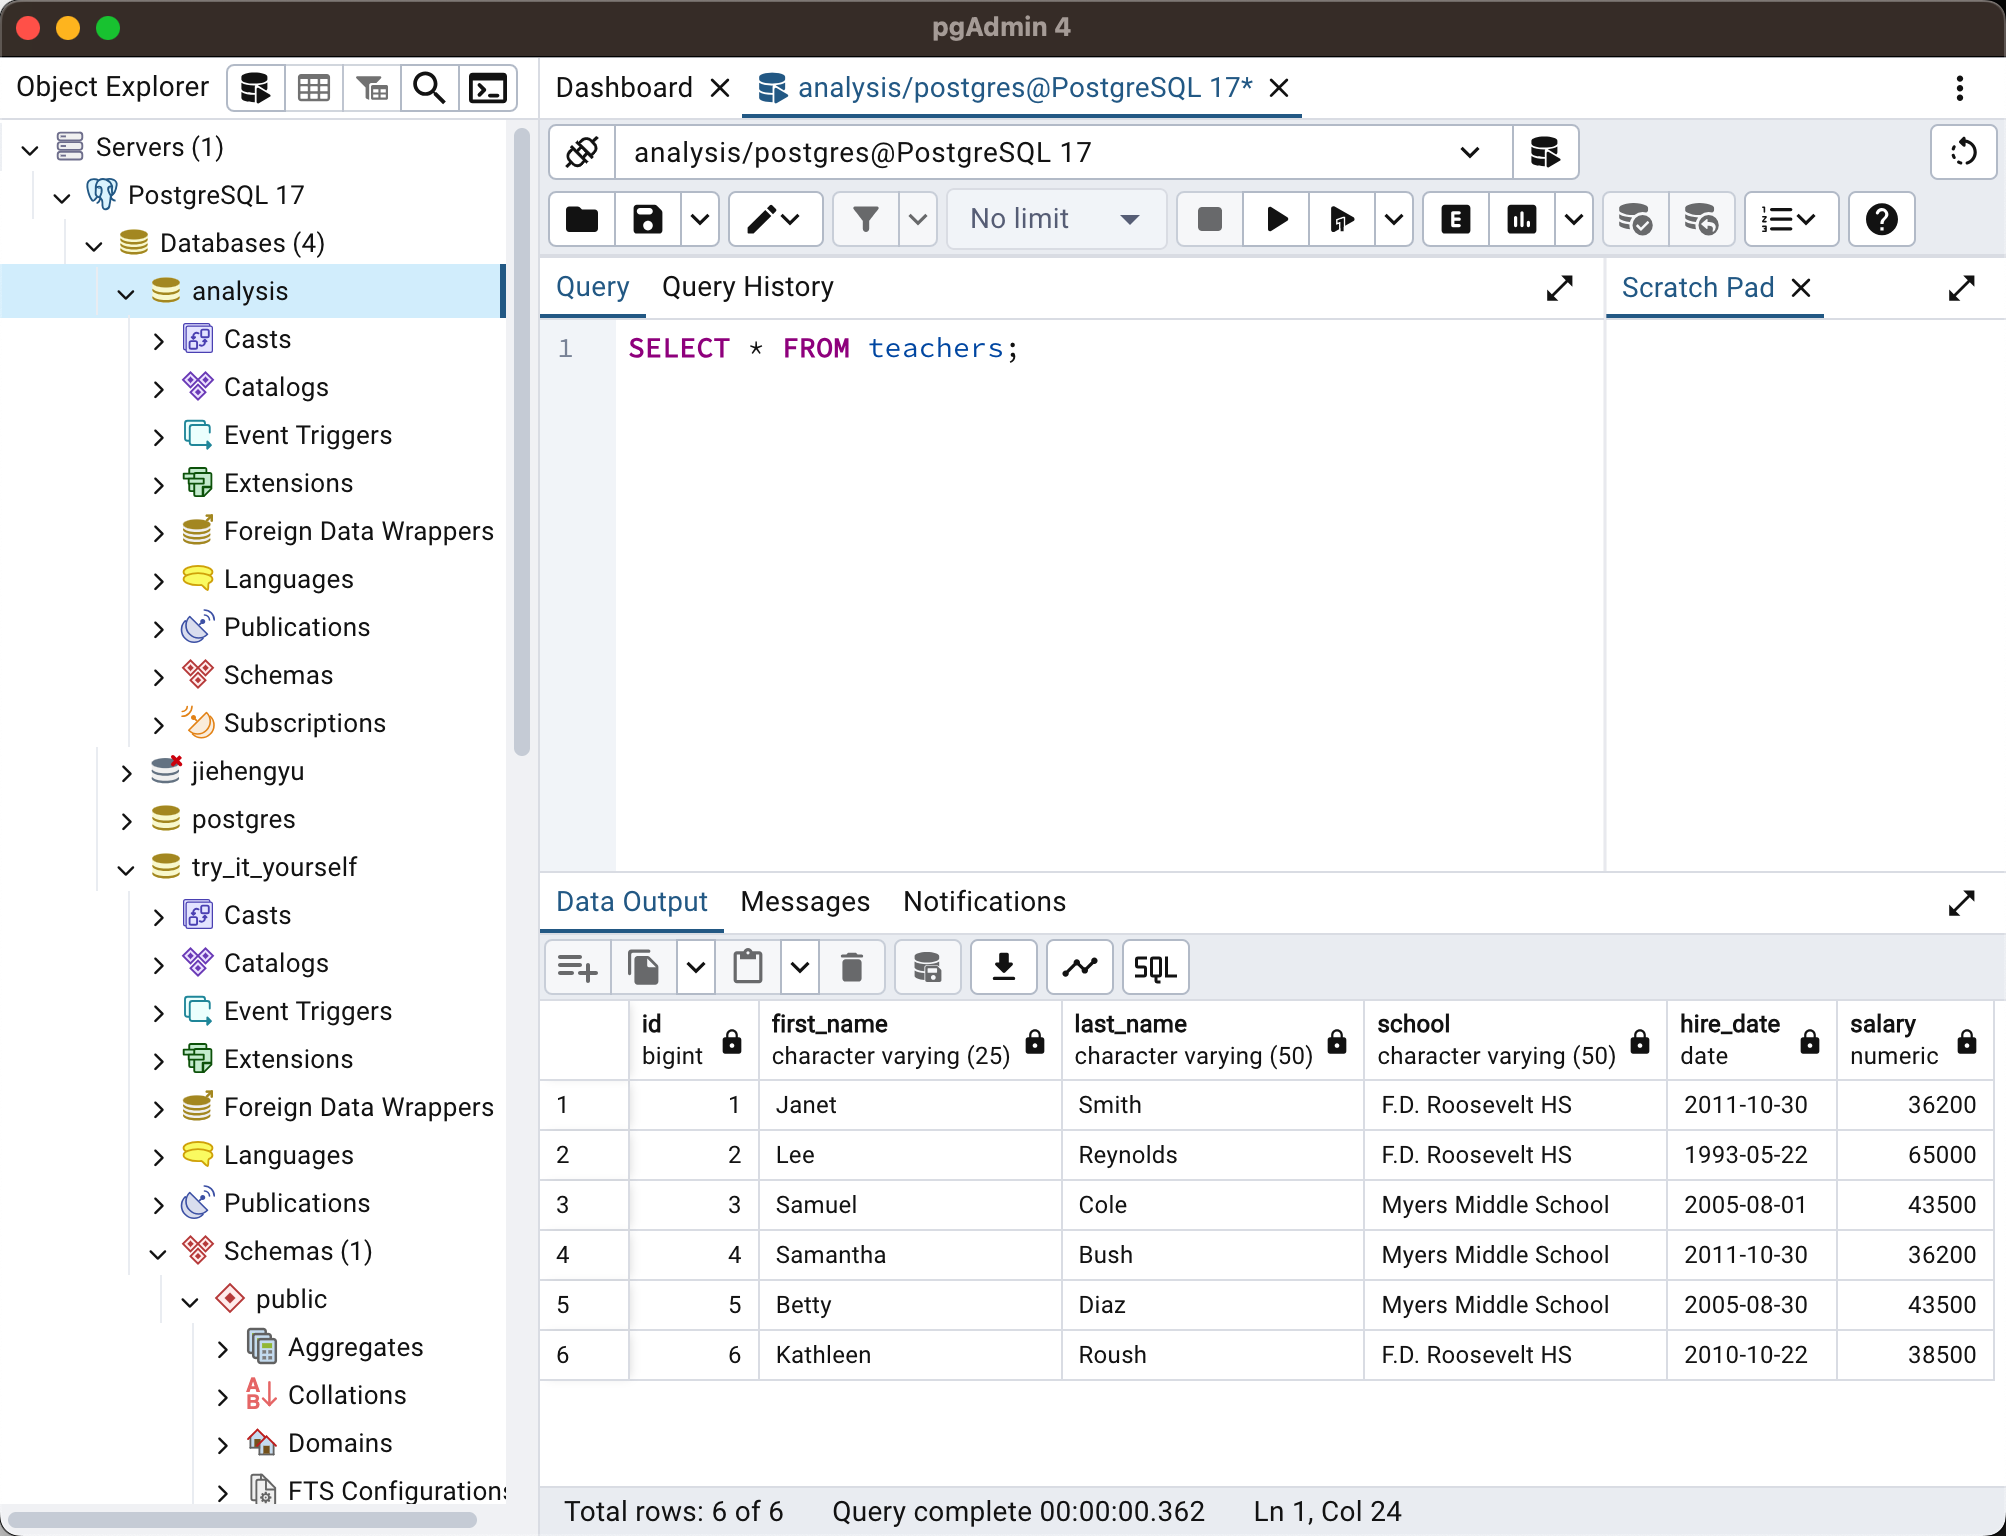 pgAdmin 4
Object Explorer
Servers (1)
PostgreSQL 17
Databases (4)
analysis
Casts
Catalogs
Event Triggers
Extensions
Foreign Data Wrappers
Languages
Publications
Schemas
Subscriptions
jiehengyu
postgres
try_it_yourself
Casts
Catalogs
Event Triggers
Extensions
Foreign Data Wrappers
Languages
Publications
Schemas (1)
public
Aggregates
Collations
Domains
FTS Configurations
Dashboard analysis/postgres@PostgreSQL 17*
analysis/postgres@PostgreSQL 17
No limit E
Query Query History
Scratch Pad
1 SELECT * FROM teachers;
Data Output Messages Notifications
SQL
id first_name last_name school hire_date salary
bigint character varying (25) character varying (50) character varying (50) date numeric
1 1 Janet Smith F.D. Roosevelt HS 2011-10-30 36200
2 2 Lee Reynolds F.D. Roosevelt HS 1993-05-22 65000
3 3 Samuel Cole Myers Middle School 2005-08-01 43500
4 4 Samantha Bush Myers Middle School 2011-10-30 36200
5 5 Betty Diaz Myers Middle School 2005-08-30 43500
6 6 Kathleen Roush F.D. Roosevelt HS 2010-10-22 38500
Total rows: 6 of 6 Query complete 00:00:00.362 Ln 1, Col 24